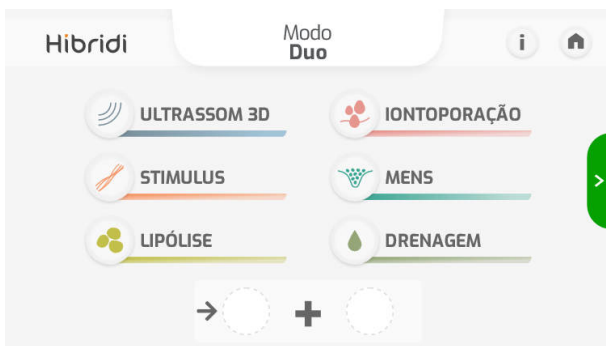 Hibridi
Modo
Duo
i
ULTRASSOM 3D
IONTOPORAÇÃO
STIMULUS
MENS
LIPÓLISE
DRENAGEM